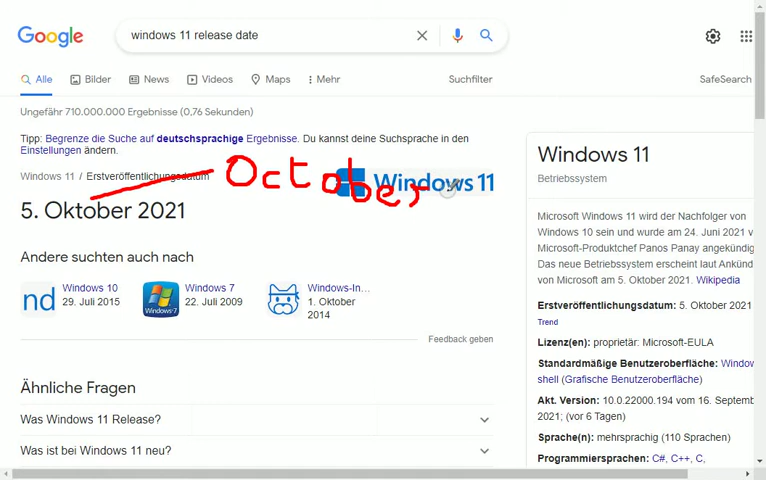 Google
windows 11 release date
Alle Bilder News Videos Maps Mehr Suchfilter SafeSearch
Ungefähr 710.000.000 Ergebnisse (0,76 Sekunden)
Tipp: Begrenze die Suche auf deutschsprachige Ergebnisse. Du kannst deine Suchsprache in den
Einstellungen ändern.
Windows 11 / Erstveröffentlichungsdatum
October
Windows 11
5. Oktober 2021
Andere suchten auch nach
nd
Windows 10
29. Juli 2015
Windows 7
Windows 7
22. Juli 2009
Windows-In...
1. Oktober
2014
Feedback geben
Ähnliche Fragen
Was Windows 11 Release?
Was ist bei Windows 11 neu?
Windows 11
Betriebssystem
Microsoft Windows 11 wird der Nachfolger von
Windows 10 sein und wurde am 24. Juni 2021 v
Microsoft-Produktchef Panos Panay angekündig
Das neue Betriebssystem erscheint laut Ankünd
von Microsoft am 5. Oktober 2021. Wikipedia
Erstveröffentlichungsdatum: 5. Oktober 2021
Trend
Lizenz(en): proprietär: Microsoft-EULA
Standardmäßige Benutzeroberfläche: Window
shell (Grafische Benutzeroberfläche)
Akt. Version: 10.0.22000.194 vom 16. Septemb
2021; (vor 6 Tagen)
Sprache(n): mehrsprachig (110 Sprachen)
Programmiersprachen: C#, C++, C,